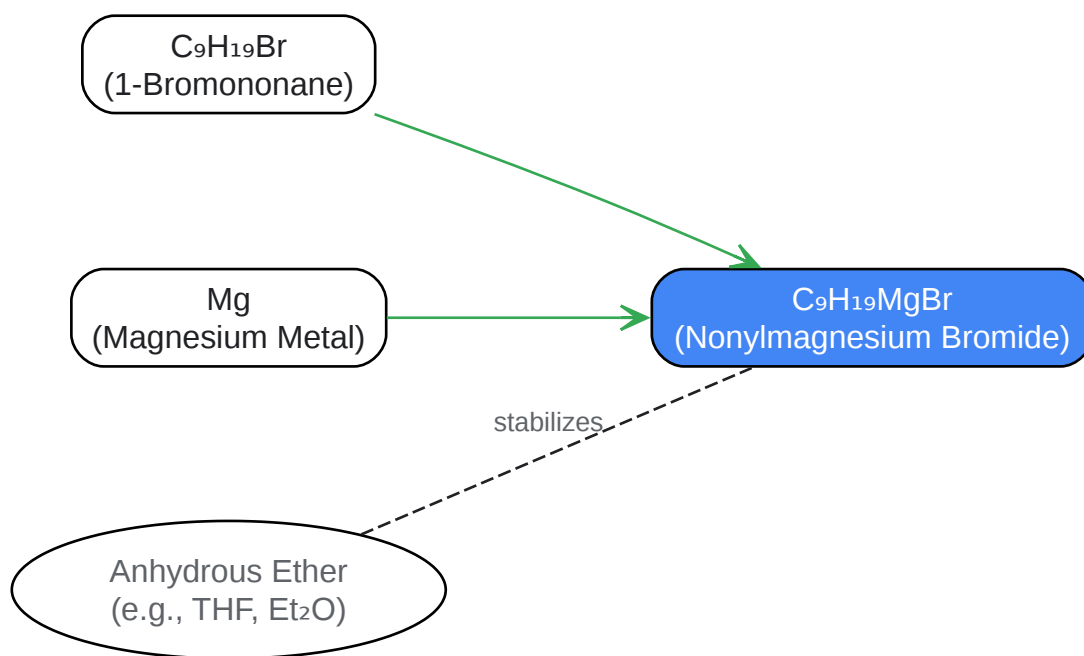 C₉H₁₉Br
(1-Bromononane)
Mg
(Magnesium Metal)
C₉H₁₉MgBr
(Nonylmagnesium Bromide)
stabilizes
Anhydrous Ether
(e.g., THF, Et₂O)